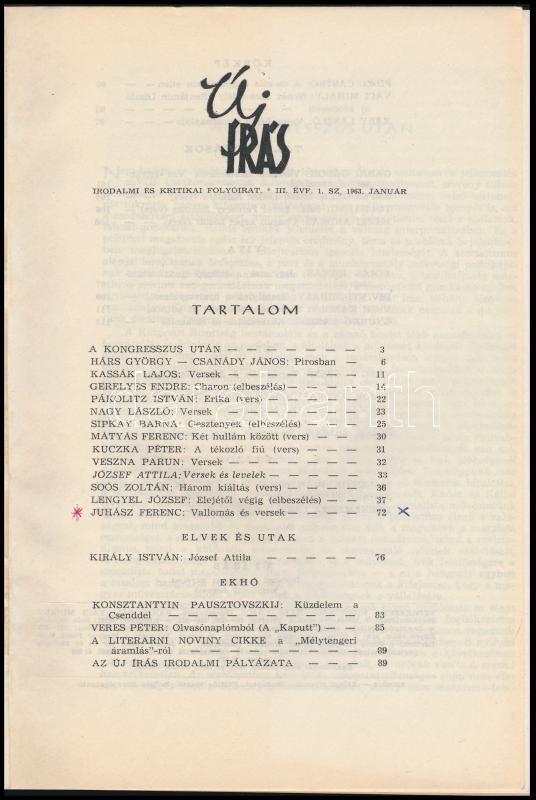 Új
ÍRÁS
IRODALMI ÉS KRITIKAI FOLYÓIRAT. * III. ÉVF. 1. SZ, 1963. JANUÁR
TARTALOM
A KONGRESSZUS UTÁN — — — — — — — 3
HÁRS GYÖRGY — CSANÁDY JÁNOS: Pirosban — 6
KASSÁK LAJOS: Versek — — — — — — — 11
GERELYES ENDRE: Sharon (elbeszélés) — — — — 14
PÁKOLITZ ISTVÁN: Erika (vers) — — — — — 22
NAGY LÁSZLÓ: Versek — — — — — — — 23
SIPKAY BARNA: Gesztenyék (elbeszélés) — — — — 25
MÁTYÁS FERENC: Két hullám között (vers) — — 30
KUCZKA PÉTER: A tékozló fiú (vers) — — — — 31
VESZNA PARUN: Versek — — — — — — — 32
JÓZSEF ATTILA: Versek és levelek — — — — — 33
SOÓS ZOLTÁN: Három kiáltás (vers) — — — — 36
LENGYEL JÓZSEF: Elejétől végig (elbeszélés) — — 37
* JUHÁSZ FERENC: Vallomás és versek — — — — 72 ×
ELVEK ÉS UTAK
KIRÁLY ISTVÁN: József Attila — — — — — 76
EKHÓ
KONSZTANTYIN PAUSZTOVSZKIJ: Küzdelem a
Csenddel — — — — — — — — — 83
VERES PÉTER: Olvasónaplómból (A „Kaputt") — — 85
A LITERARNI NOVINY CIKKE a „Mélytengeri
áramlás"-ról — — — — — — — — 89
AZ ÚJ ÍRÁS IRODALMI PÁLYÁZATA — — — 89
darabanth